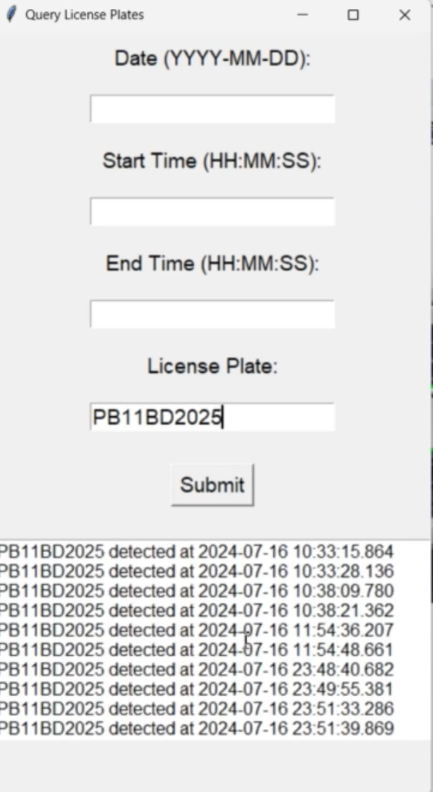 Query License Plates
Date (YYYY-MM-DD):
Start Time (HH:MM:SS):
End Time (HH:MM:SS):
License Plate:
PB11BD2025
Submit
PB11BD2025 detected at 2024-07-16 10:33:15.864
PB11BD2025 detected at 2024-07-16 10:33:28.136
PB11BD2025 detected at 2024-07-16 10:38:09.780
PB11BD2025 detected at 2024-07-16 10:38:21.362
PB11BD2025 detected at 2024-07-16 11:54:36.207
PB11BD2025 detected at 2024-07-16 11:54:48.661
PB11BD2025 detected at 2024-07-16 23:48:40.682
PB11BD2025 detected at 2024-07-16 23:49:55.381
PB11BD2025 detected at 2024-07-16 23:51:33.286
PB11BD2025 detected at 2024-07-16 23:51:39.869